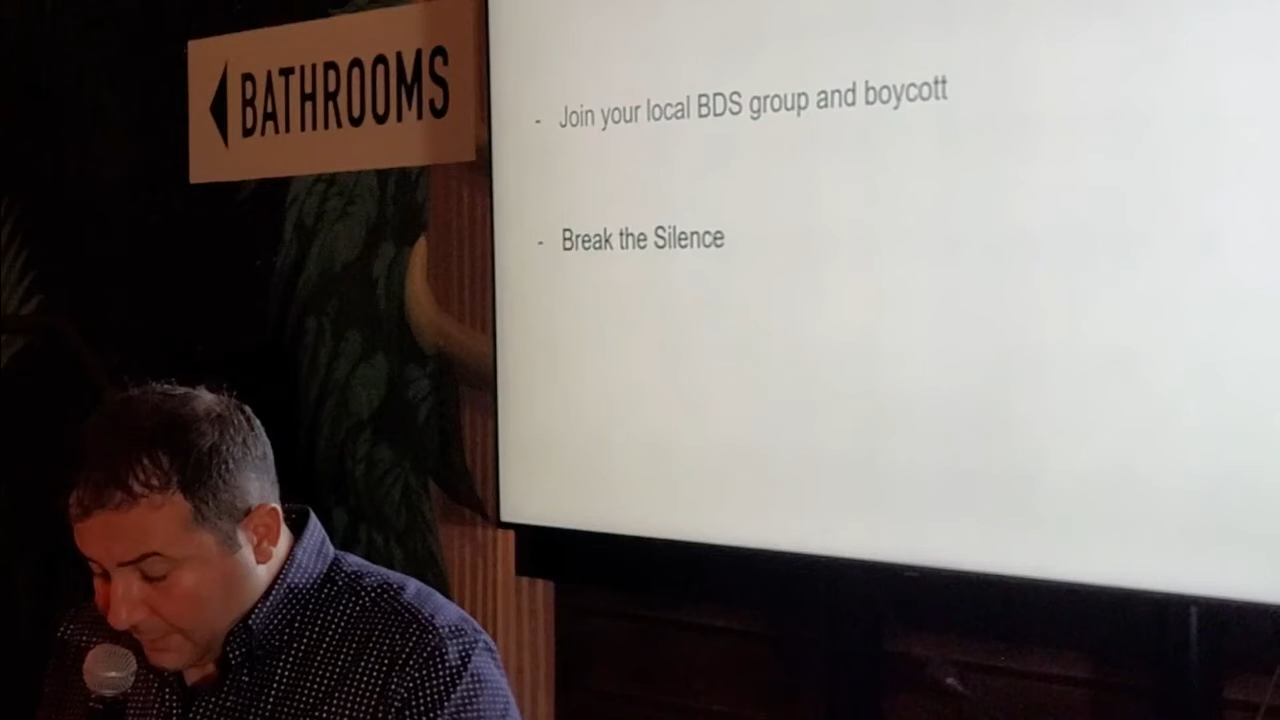 BATHROOMS
- Join your local BDS group and boycott
- Break the Silence